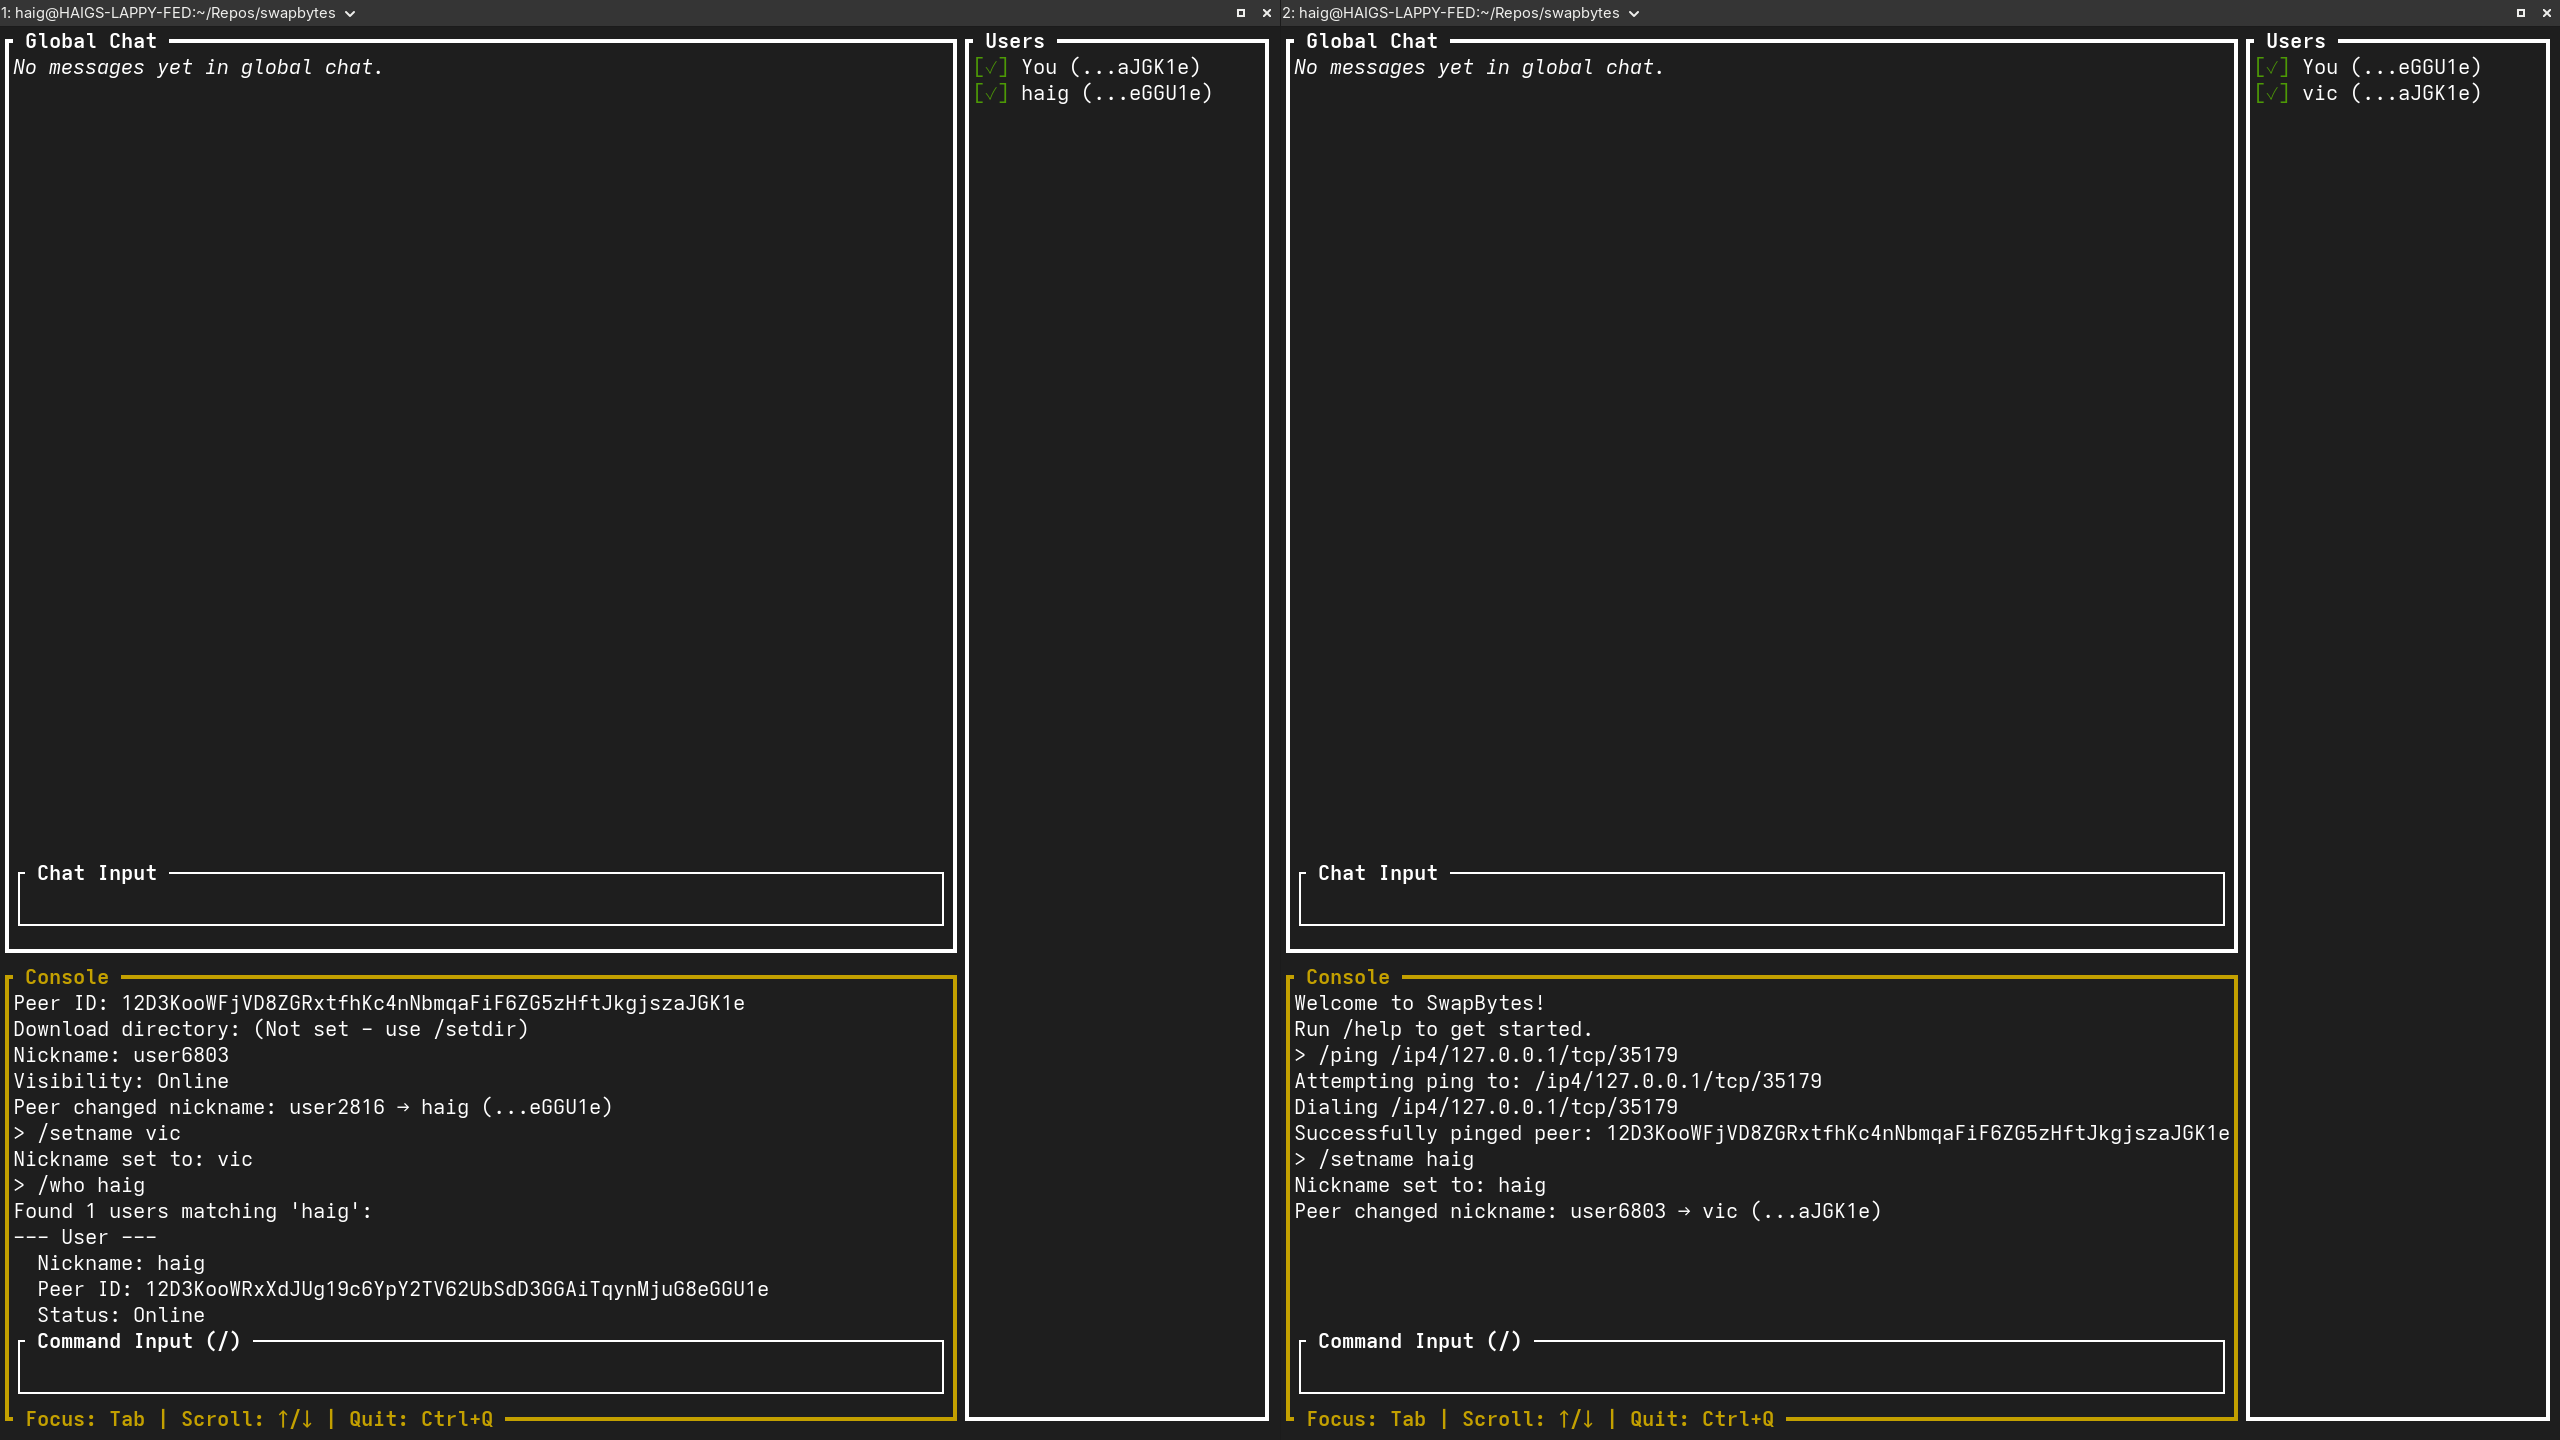 1: haig@HAIGS-LAPPY-FED:~/Repos/swapbytes
Global Chat
No messages yet in global chat.
Users
[✓] You (...aJGK1e)
[✓] haig (...eGGU1e)
Chat Input
Console
Peer ID: 12D3KooWFjVD8ZGRxtfhKc4nNbmqaFiF6ZG5zHftJkgjszaJGK1e
Download directory: (Not set - use /setdir)
Nickname: user6803
Visibility: Online
Peer changed nickname: user2816 → haig (...eGGU1e)
> /setname vic
Nickname set to: vic
> /who haig
Found 1 users matching 'haig':
--- User ---
  Nickname: haig
  Peer ID: 12D3KooWRxXdJUg19c6YpY2TV62UbSdD3GGAiTqynMjuG8eGGU1e
  Status: Online
Command Input (/)
Focus: Tab | Scroll: ↑/↓ | Quit: Ctrl+Q
2: haig@HAIGS-LAPPY-FED:~/Repos/swapbytes
Global Chat
No messages yet in global chat.
Users
[✓] You (...eGGU1e)
[✓] vic (...aJGK1e)
Chat Input
Console
Welcome to SwapBytes!
Run /help to get started.
> /ping /ip4/127.0.0.1/tcp/35179
Attempting ping to: /ip4/127.0.0.1/tcp/35179
Dialing /ip4/127.0.0.1/tcp/35179
Successfully pinged peer: 12D3KooWFjVD8ZGRxtfhKc4nNbmqaFiF6ZG5zHftJkgjszaJGK1e
> /setname haig
Nickname set to: haig
Peer changed nickname: user6803 → vic (...aJGK1e)
Command Input (/)
Focus: Tab | Scroll: ↑/↓ | Quit: Ctrl+Q